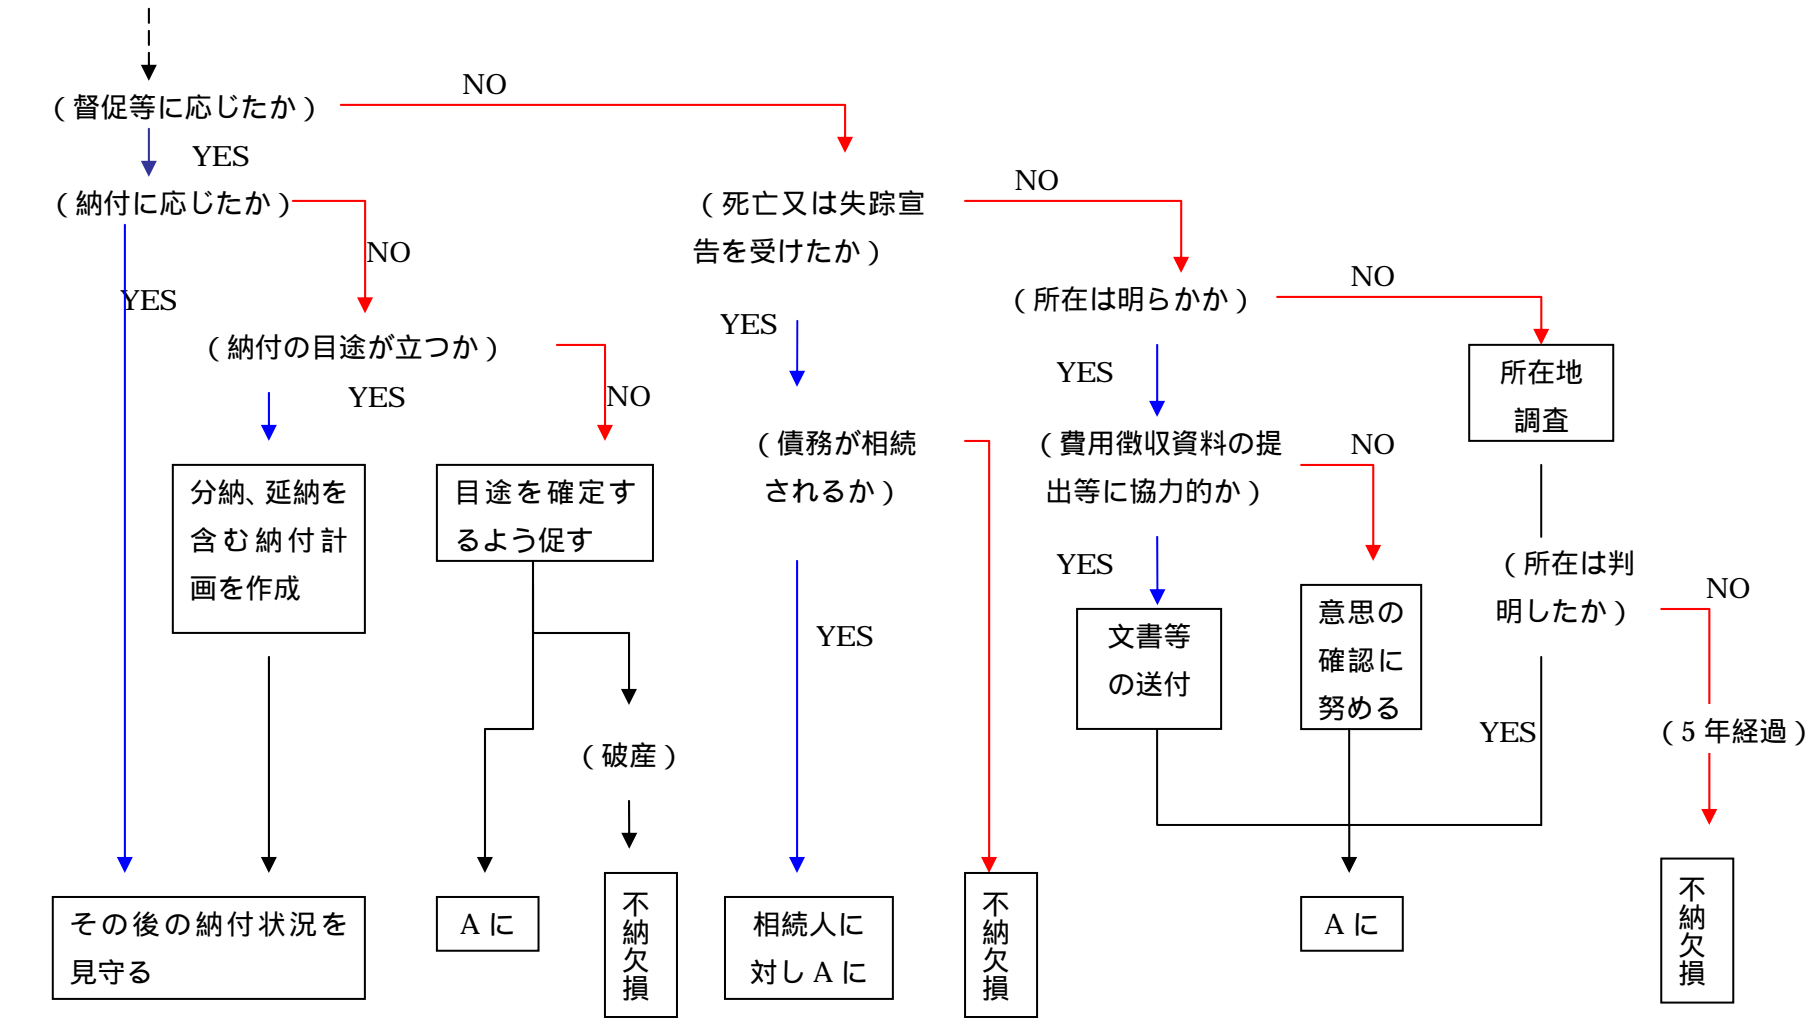 NO
（督促等に応じたか）
YES
（納付に応じたか）
（死亡又は失踪宣
告を受けたか）
NO
NO
YES
（所在は明らかか）
NO
（納付の目途が立つか）
YES
YES
NO
YES
所在地
調査
（債務が相続
されるか）
（費用徴収資料の提
出等に協力的か）
NO
分納、延納を
含む納付計
画を作成
目途を確定す
るよう促す
YES
（所在は判
明したか）
NO
YES
文書等
の送付
意思の
確認に
努める
YES
（5 年経過）
（破産）
その後の納付状況を
見守る
A に
不納欠損
相続人に
対し A に
不納欠損
A に
不納欠損